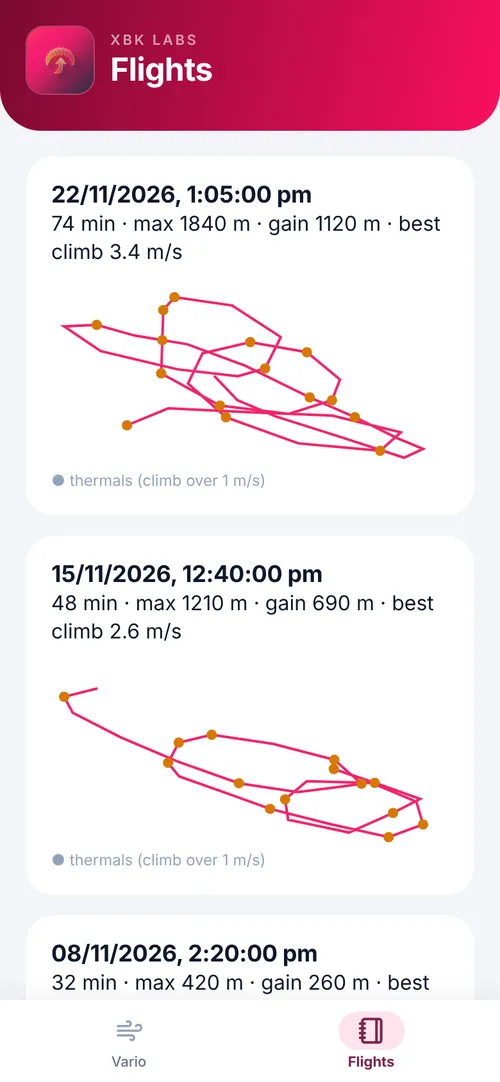 XBK LABS
Flights
22/11/2026, 1:05:00 pm
74 min · max 1840 m · gain 1120 m · best
climb 3.4 m/s
thermals (climb over 1 m/s)
15/11/2026, 12:40:00 pm
48 min · max 1210 m · gain 690 m · best
climb 2.6 m/s
thermals (climb over 1 m/s)
08/11/2026, 2:20:00 pm
32 min · max 420 m · gain 260 m · best
Vario
Flights